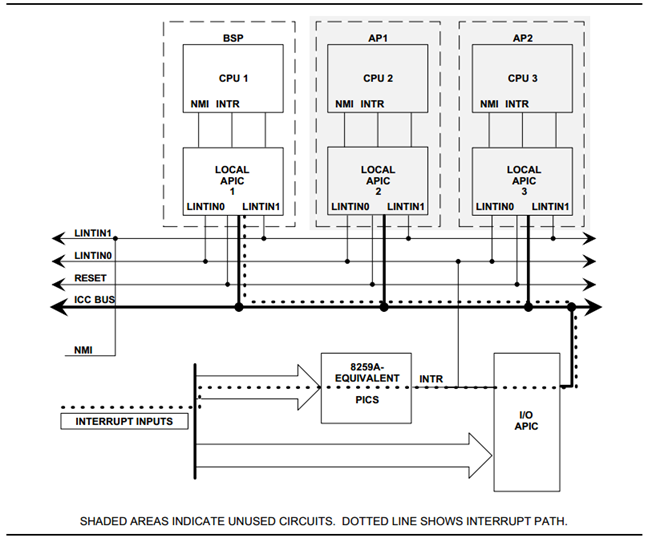 BSP AP1 AP2
CPU 1 CPU 2 CPU 3
NMI INTR NMI INTR NMI INTR
LOCAL APIC 1
LOCAL APIC 2
LOCAL APIC 3
LINTIN0 LINTIN1 LINTIN0 LINTIN1 LINTIN0 LINTIN1
LINTIN1
LINTIN0
RESET
ICC BUS
NMI
8259A-
EQUIVALENT
PICS
INTR
I/O
APIC
INTERRUPT INPUTS
SHADED AREAS INDICATE UNUSED CIRCUITS. DOTTED LINE SHOWS INTERRUPT PATH.